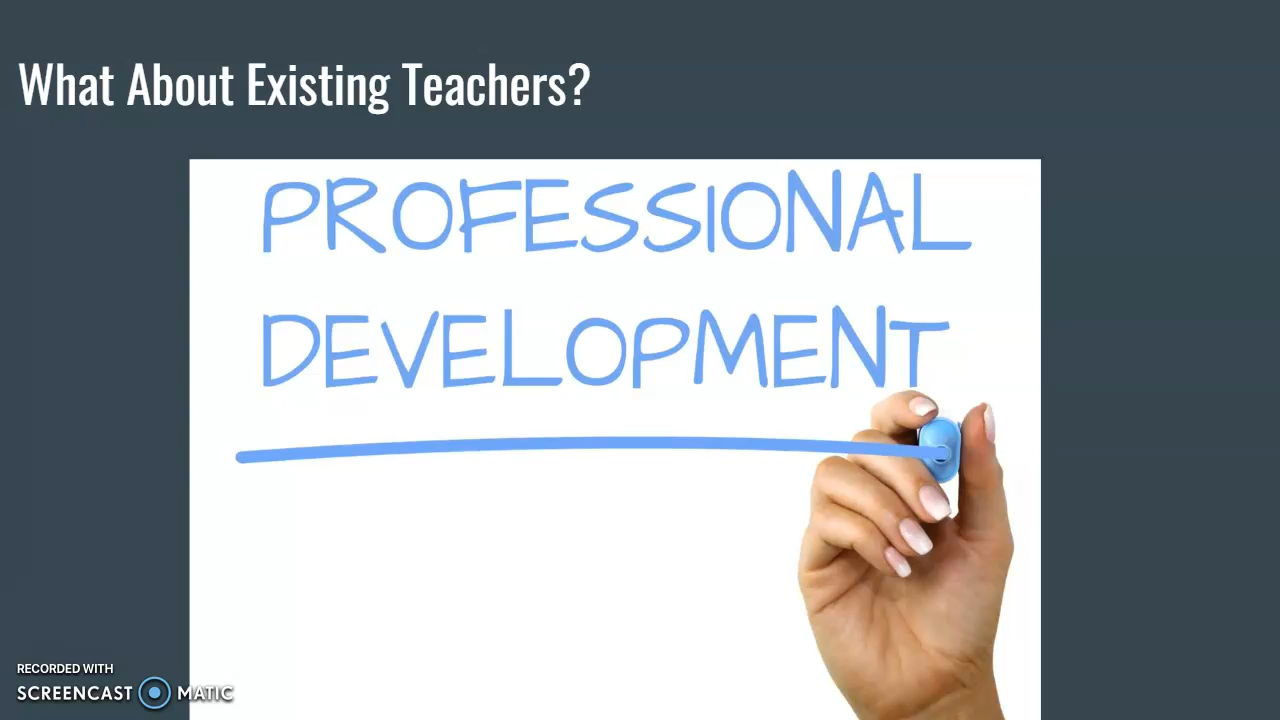 What About Existing Teachers?
PROFESSIONAL
DEVELOPMENT
RECORDED WITH
SCREENCAST MATIC